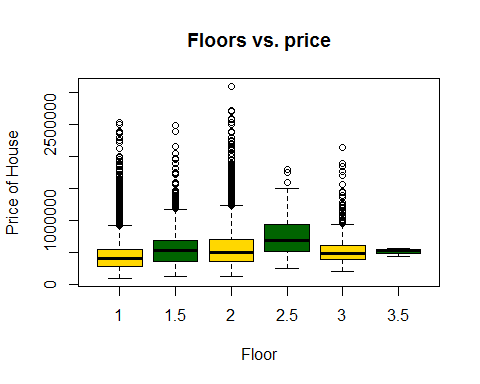 Floors vs. price
Price of House
2500000
1000000
0
1 1.5 2 2.5 3 3.5
Floor